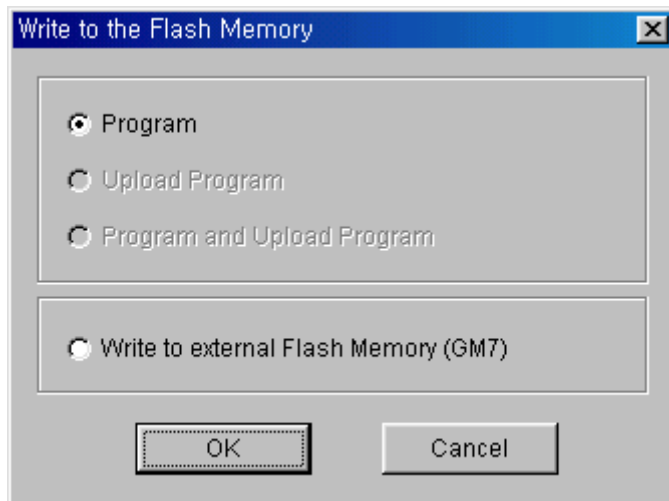 Write to the Flash Memory
Program
Upload Program
Program and Upload Program
Write to external Flash Memory (GM7)
OK
Cancel